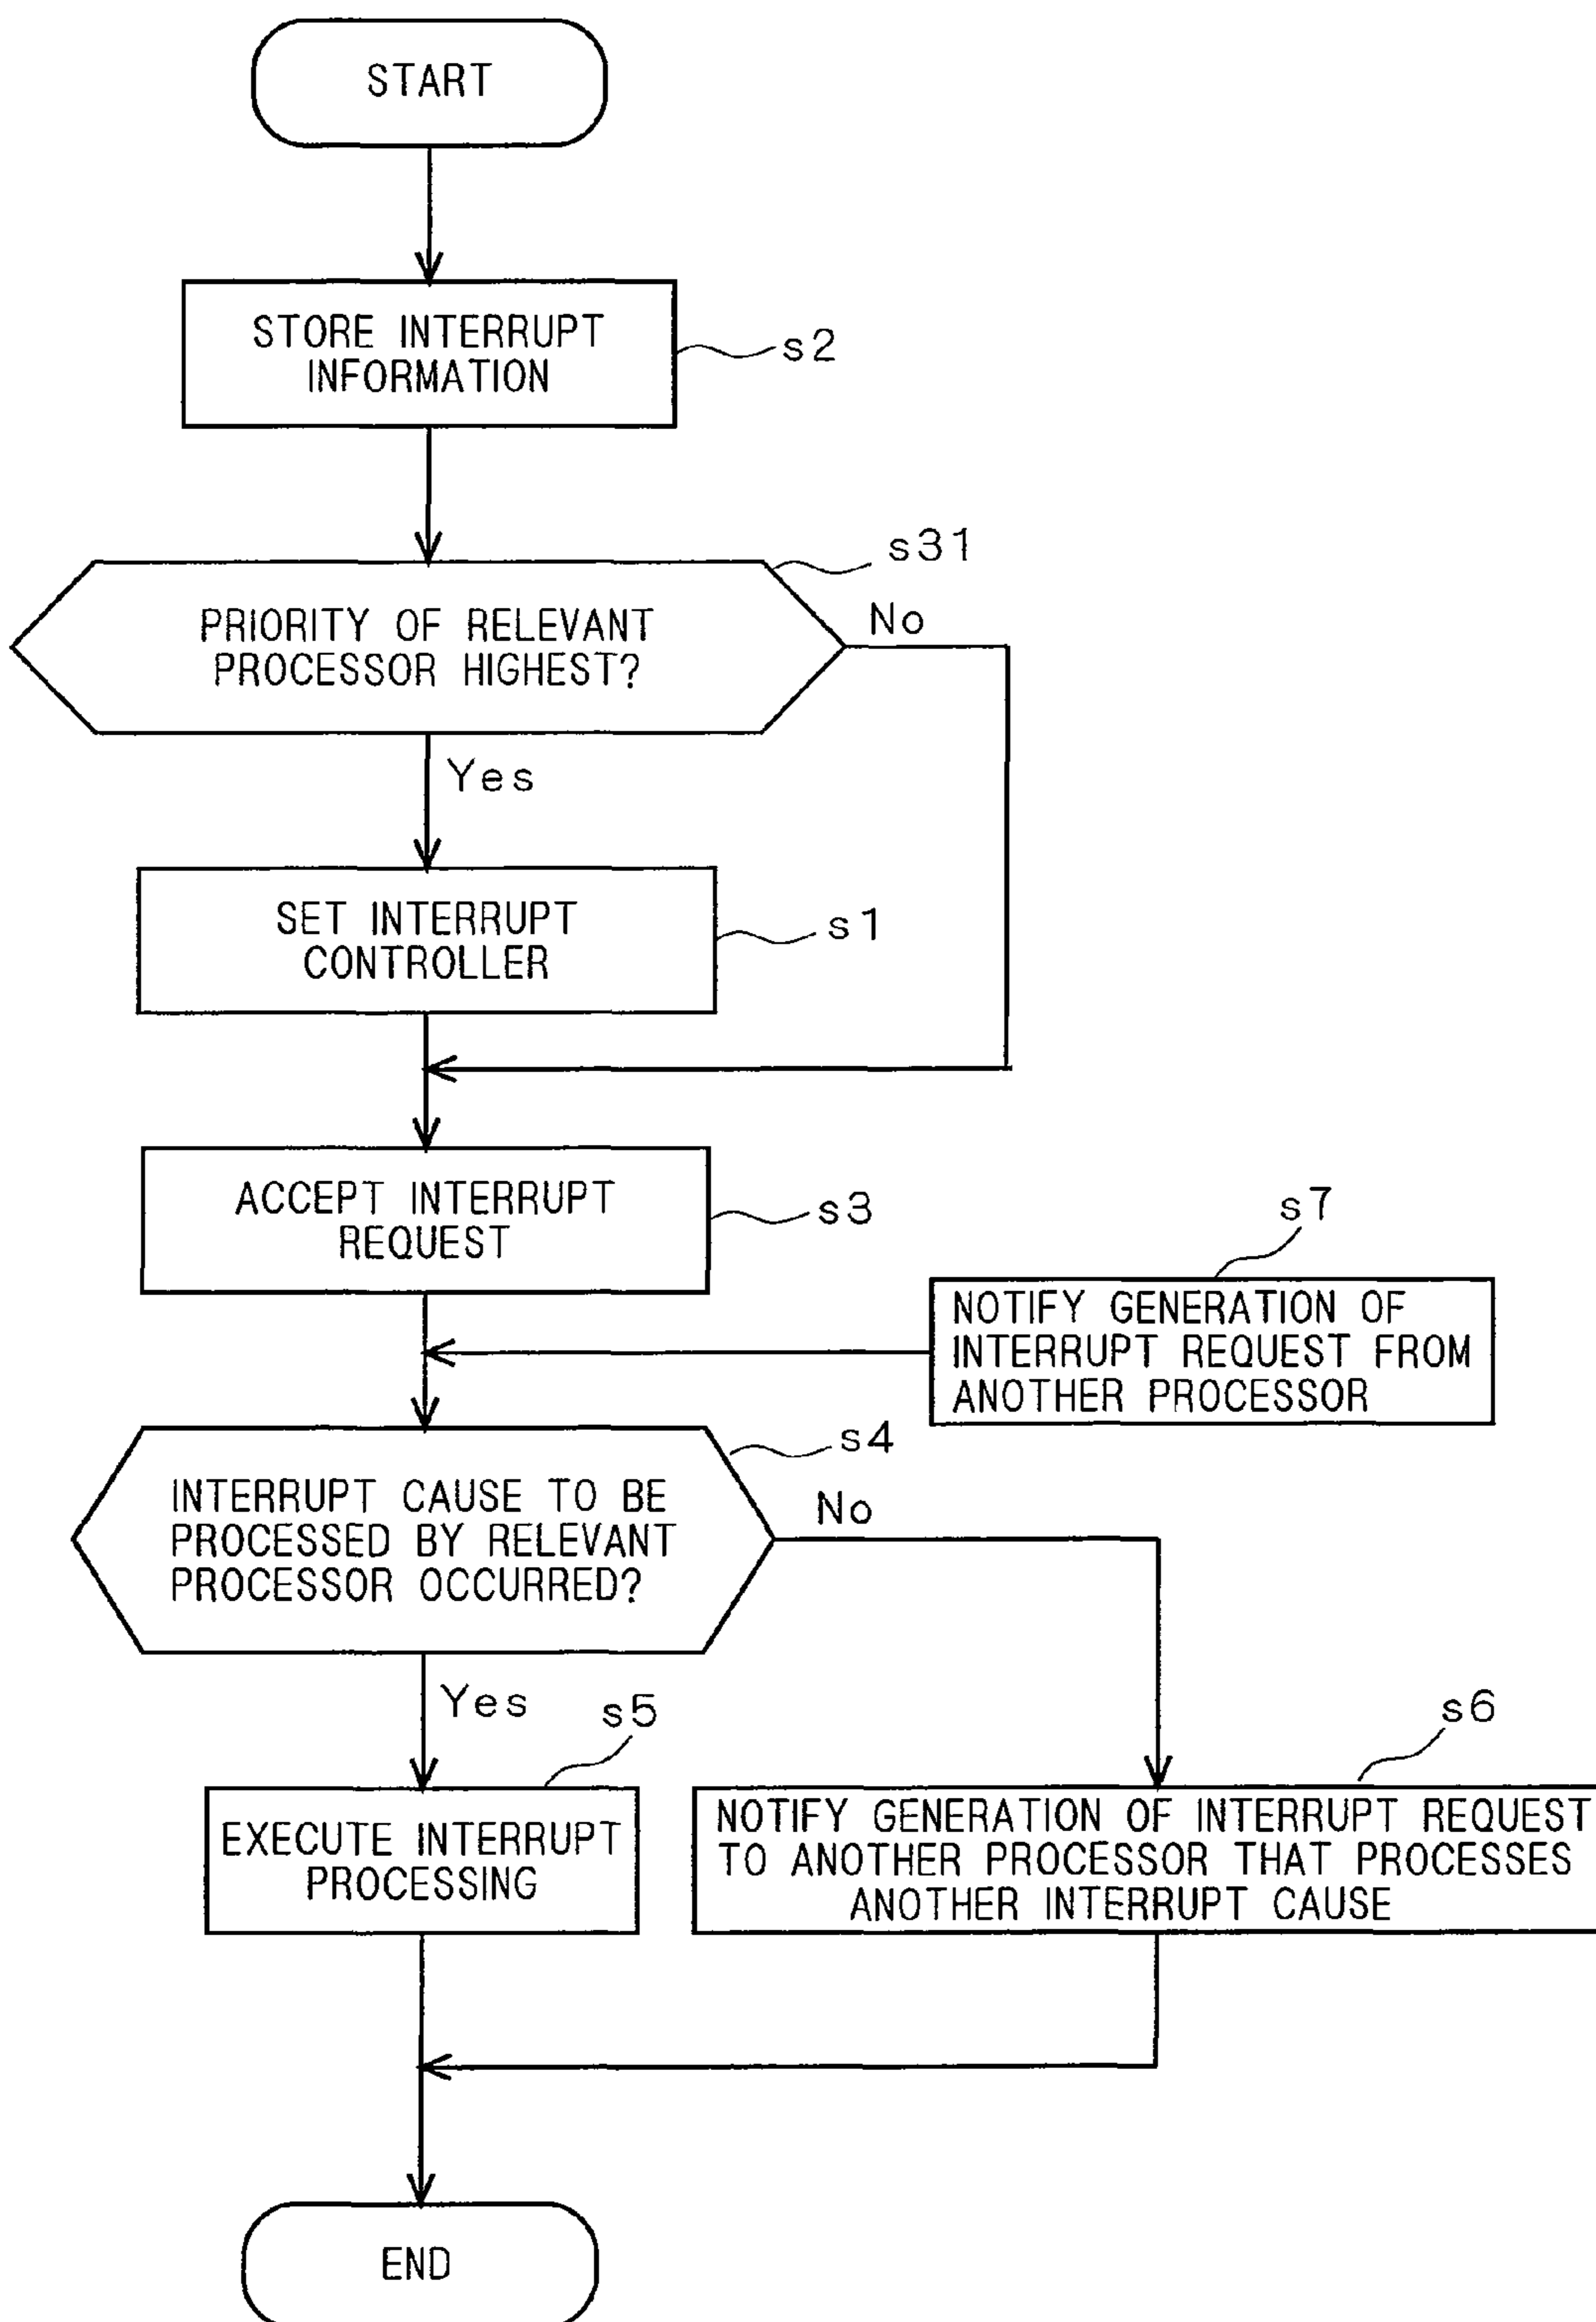 START
STORE INTERRUPT
INFORMATION
s2
s31
PRIORITY OF RELEVANT
PROCESSOR HIGHEST?
No
Yes
SET INTERRUPT
CONTROLLER
s1
ACCEPT INTERRUPT
REQUEST
s3
s7
NOTIFY GENERATION OF
INTERRUPT REQUEST FROM
ANOTHER PROCESSOR
s4
INTERRUPT CAUSE TO BE
PROCESSED BY RELEVANT
PROCESSOR OCCURRED?
No
Yes
s5
EXECUTE INTERRUPT
PROCESSING
s6
NOTIFY GENERATION OF INTERRUPT REQUEST
TO ANOTHER PROCESSOR THAT PROCESSES
ANOTHER INTERRUPT CAUSE
END